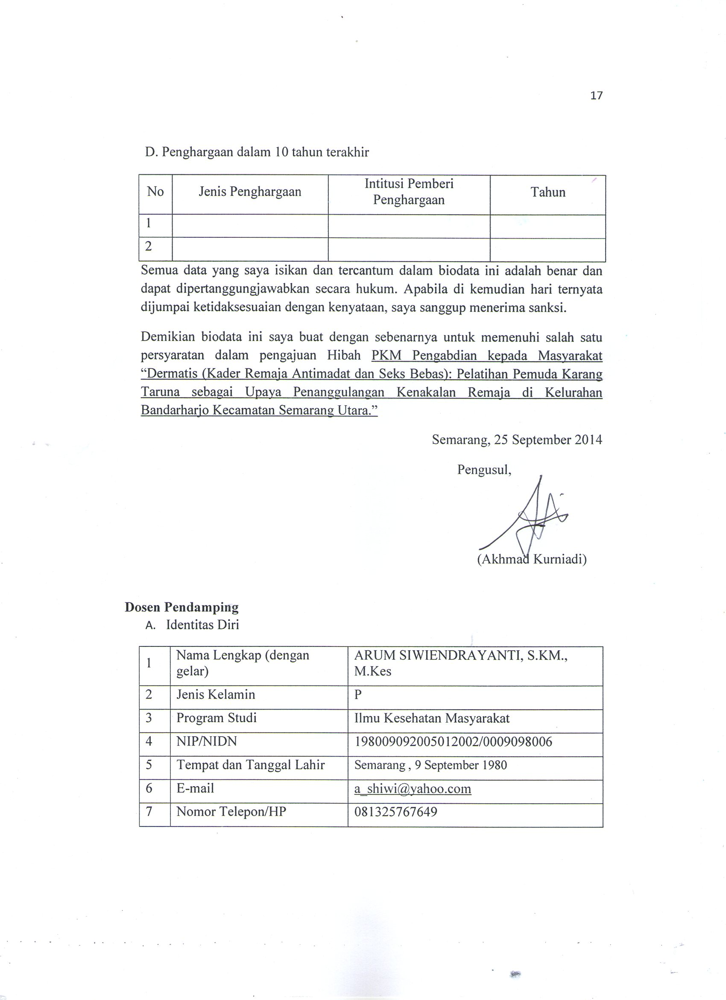 17
D. Penghargaan dalam 10 tahun terakhir
No Jenis Penghargaan Intitusi Pemberi Penghargaan Tahun
1
2
Semua data yang saya isikan dan tercantum dalam biodata ini adalah benar dan
dapat dipertanggungjawabkan secara hukum. Apabila di kemudian hari ternyata
dijumpai ketidaksesuaian dengan kenyataan, saya sanggup menerima sanksi.
Demikian biodata ini saya buat dengan sebenarnya untuk memenuhi salah satu
persyaratan dalam pengajuan Hibah PKM Pengabdian kepada Masyarakat
“Dermatis (Kader Remaja Antimadat dan Seks Bebas): Pelatihan Pemuda Karang
Taruna sebagai Upaya Penanggulangan Kenakalan Remaja di Kelurahan
Bandarharjo Kecamatan Semarang Utara.”
Semarang, 25 September 2014
Pengusul,
(Akhmad Kurniadi)
Dosen Pendamping
A. Identitas Diri
1 Nama Lengkap (dengan gelar) ARUM SIWIENDRAYANTI, S.KM., M.Kes
2 Jenis Kelamin P
3 Program Studi Ilmu Kesehatan Masyarakat
4 NIP/NIDN 198009092005012002/0009098006
5 Tempat dan Tanggal Lahir Semarang , 9 September 1980
6 E-mail a_shiwi@yahoo.com
7 Nomor Telepon/HP 081325767649